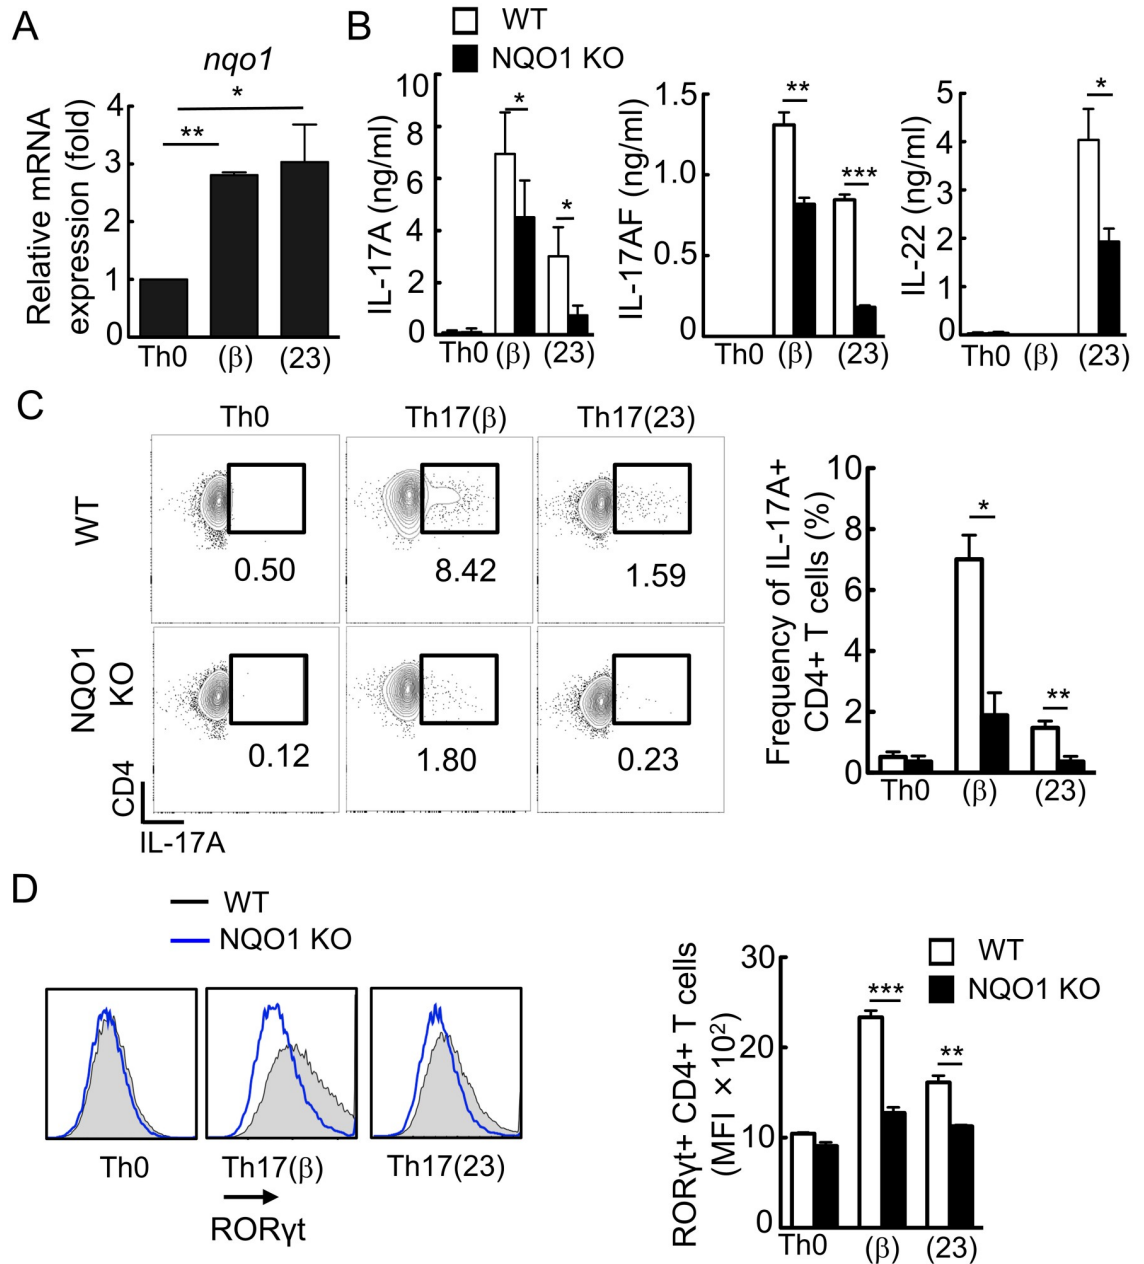 A
nqo1
Relative mRNA
expression (fold)
4
3
2
1
0
*
**
Th0
(β)
(23)
B
WT
NQO1 KO
IL-17A (ng/ml)
10
8
6
4
2
0
*
*
Th0
(β)
(23)
IL-17AF (ng/ml)
1.5
1.0
0.5
0
**
***
Th0
(β)
(23)
IL-22 (ng/ml)
5
4
3
2
1
0
*
Th0
(β)
(23)
C
Th0
Th17(β)
Th17(23)
WT
0.50
8.42
1.59
NQO1
KO
0.12
1.80
0.23
CD4
IL-17A
Frequency of IL-17A+
CD4+ T cells (%)
10
8
6
4
2
0
*
**
Th0
(β)
(23)
D
WT
NQO1 KO
Th0
Th17(β)
Th17(23)
RORγt
WT
NQO1 KO
RORγt+ CD4+ T cells
(MFI × 10²)
30
20
10
0
***
**
Th0
(β)
(23)